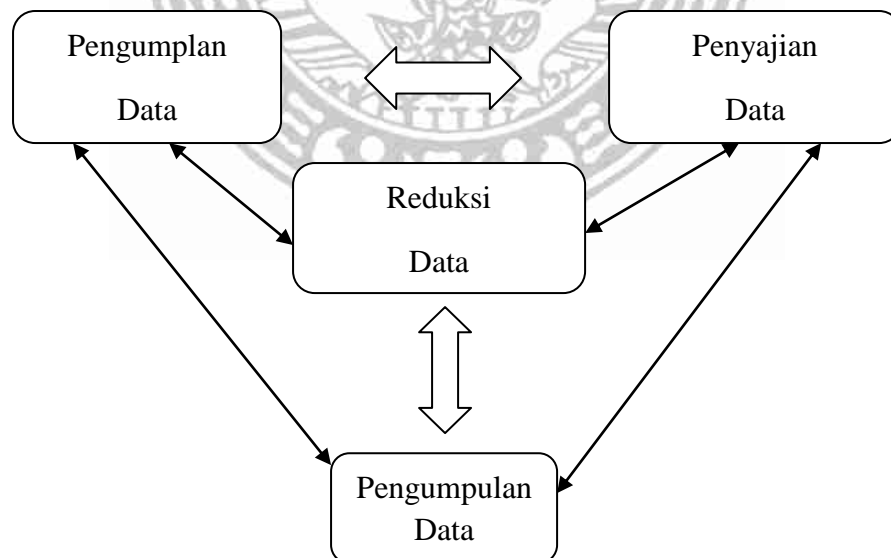 Pengumplan
Data
Penyajian
Data
Reduksi
Data
Pengumpulan
Data